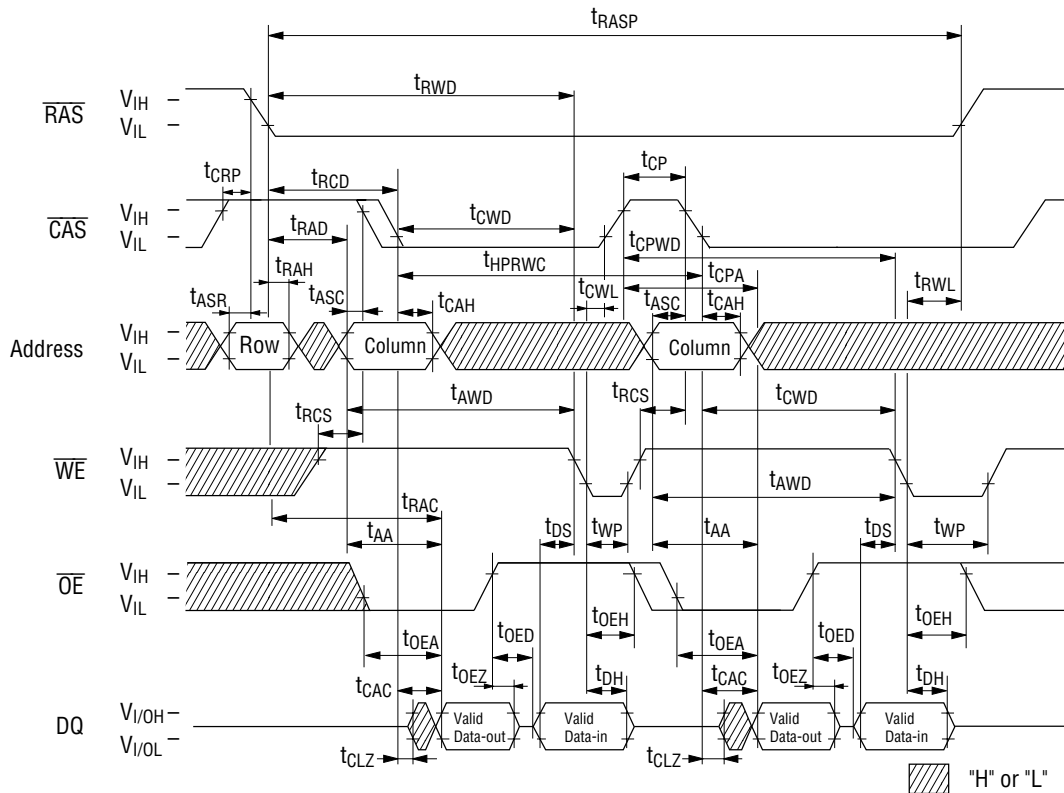 tRASP
tRWD
RAS VIH
VIL
tCRP tRCD tCP
CAS VIH
VIL
tRAD tCWD tCPWD
tRAH tHPRWC tCPA
tASR tASC tCAH tCWL tASC tCAH tRWL
Address VIH
VIL
Row Column Column
tRCS tAWD tRCS tCWD
WE VIH
VIL
tRAC tAWD
tAA tDS tWP tAA tDS tWP
OE VIH
VIL
tOEA tOED tOEH tOEA tOED tOEH
tCAC tOEZ tDH tCAC tOEZ tDH
DQ VI/OH
VI/OL
Valid Data-out
Valid Data-in
Valid Data-out
Valid Data-in
tCLZ tCLZ
"H" or "L"